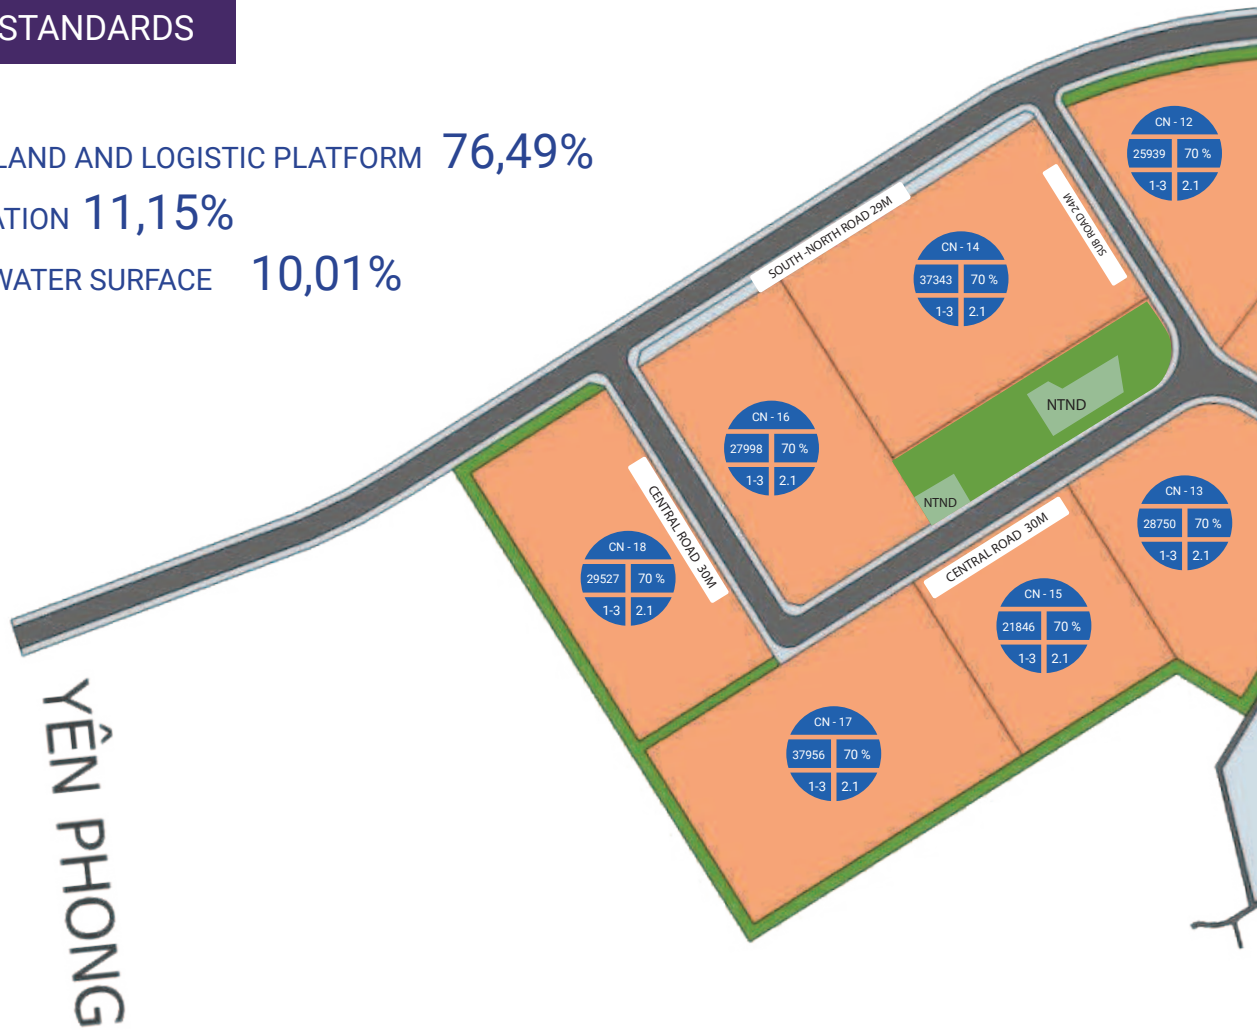 STANDARDS
LAND AND LOGISTIC PLATFORM 76,49%
ATION 11,15%
WATER SURFACE 10,01%
CN - 12
25939 70 %
1-3 2.1
SUB ROAD 24M
SOUTH -NORTH ROAD 29M
CN - 14
37343 70 %
1-3 2.1
NTND
CN - 16
27998 70 %
1-3 2.1
NTND
CENTRAL ROAD 30M
CN - 13
28750 70 %
1-3 2.1
CENTRAL ROAD 30M
CN - 18
29527 70 %
1-3 2.1
CN - 15
21846 70 %
1-3 2.1
CN - 17
37956 70 %
1-3 2.1
YÊN PHONG